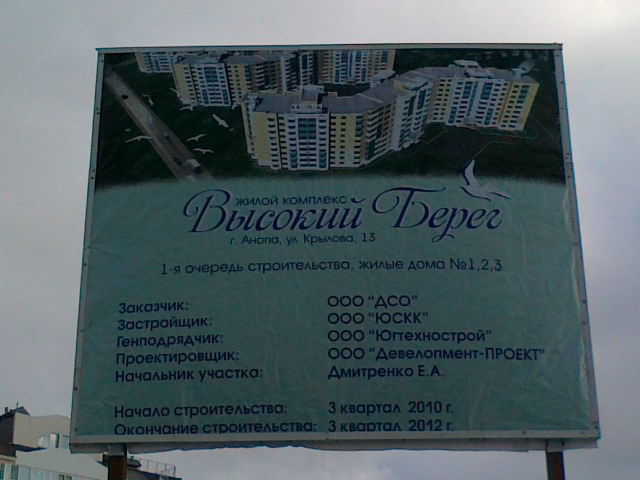 жилой комплекс
Высокий Берег
г. Анапа, ул. Крылова, 13
1-я очередь строительства, жилые дома №1,2,3
Заказчик: ООО "ДСО"
Застройщик: ООО "ЮСКК"
Генподрядчик: ООО "Югтехнострой"
Проектировщик: ООО "Девелопмент-ПРОЕКТ"
Начальник участка: Дмитренко Е.А.
Начало строительства: 3 квартал 2010 г.
Окончание строительства: 3 квартал 2012 г.